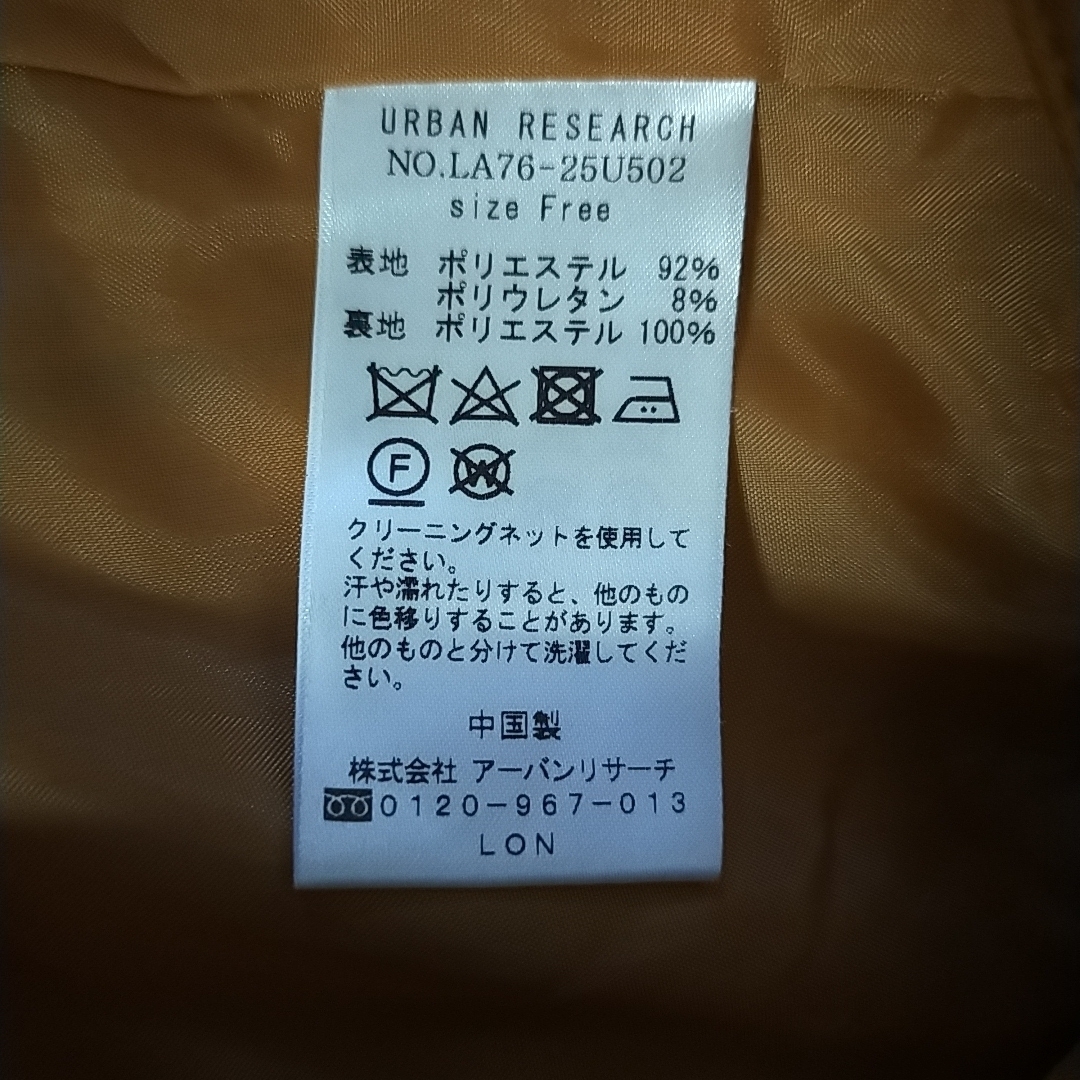 URBAN RESEARCH
NO.LA76-25U502
size Free
表地 ポリエステル 92%
ポリウレタン 8%
裏地 ポリエステル 100%
F W
クリーニングネットを使用して
ください。
汗や濡れたりすると、他のもの
に色移りすることがあります。
他のものと分けて洗濯してくだ
さい。
中国製
株式会社 アーバンリサーチ
0120-967-013
LON